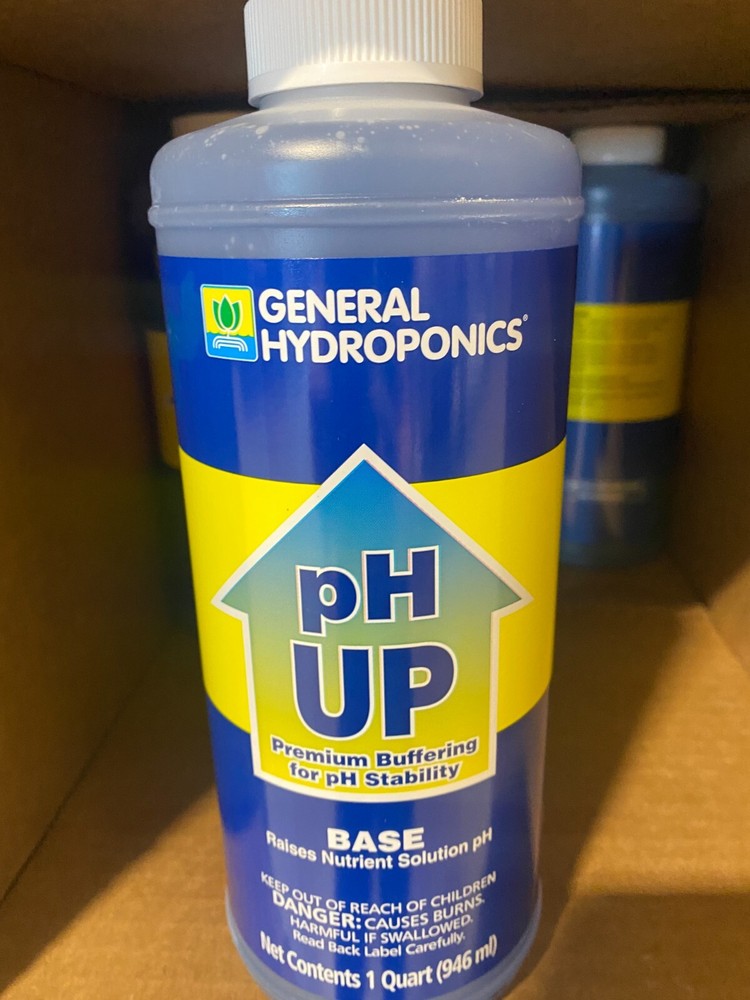 GENERAL
HYDROPONICS®
pH
UP
Premium Buffering
for pH Stability
BASE
Raises Nutrient Solution pH
KEEP OUT OF REACH OF CHILDREN
DANGER: CAUSES BURNS.
HARMFUL IF SWALLOWED.
Read Back Label Carefully.
Net Contents 1 Quart (946 ml)